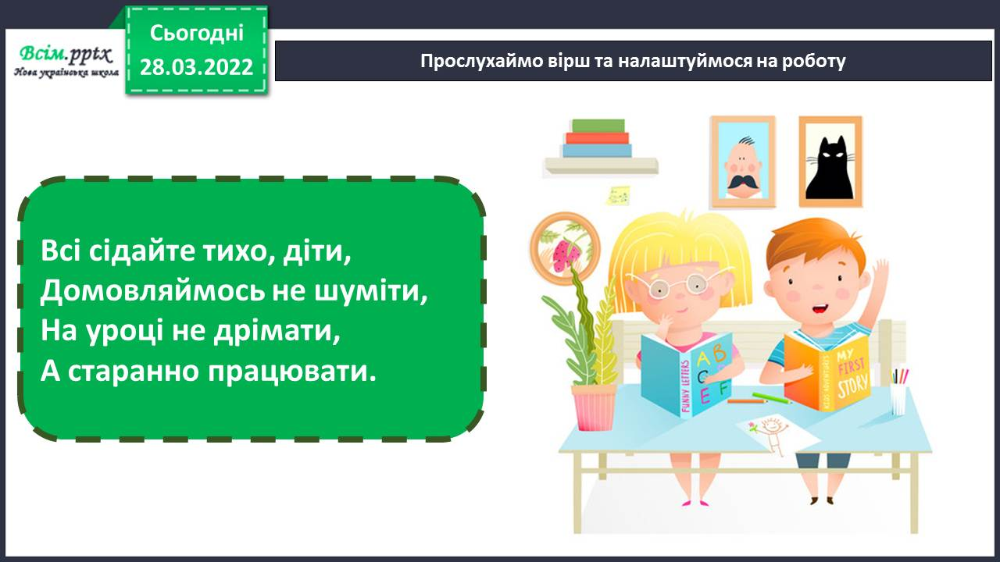 Всім.pptx
Нова українська школа
Сьогодні
28.03.2022
Прослухаймо вірш та налаштуймося на роботу
Всі сідайте тихо, діти,
Домовляймось не шуміти,
На уроці не дрімати,
А старанно працювати.
FUNNY LETTERS
A B
C
E F
KIDS ADVENTURES
MY
FIRST
STORY